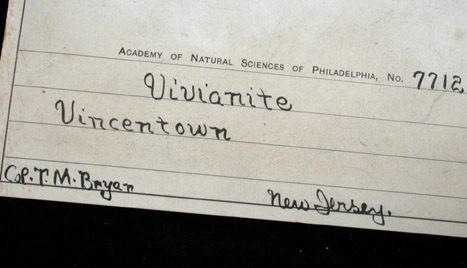 ACADEMY OF NATURAL SCIENCES OF PHILADELPHIA, NO. 7712
Vivianite
Vincentown
Col. T. M. Bryan
New Jersey.